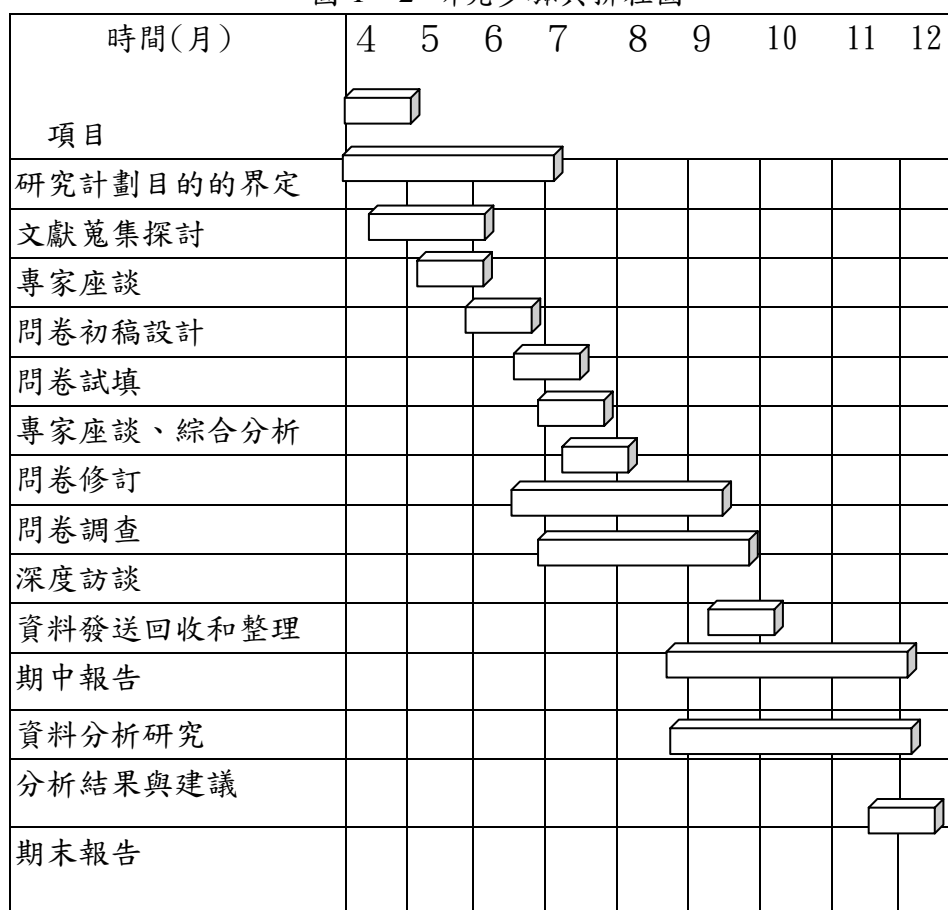 時間(月) 4 5 6 7 8 9 10 11 12
項目
研究計劃目的的界定
文獻蒐集探討
專家座談
問卷初稿設計
問卷試填
專家座談、綜合分析
問卷修訂
問卷調查
深度訪談
資料發送回收和整理
期中報告
資料分析研究
分析結果與建議
期末報告